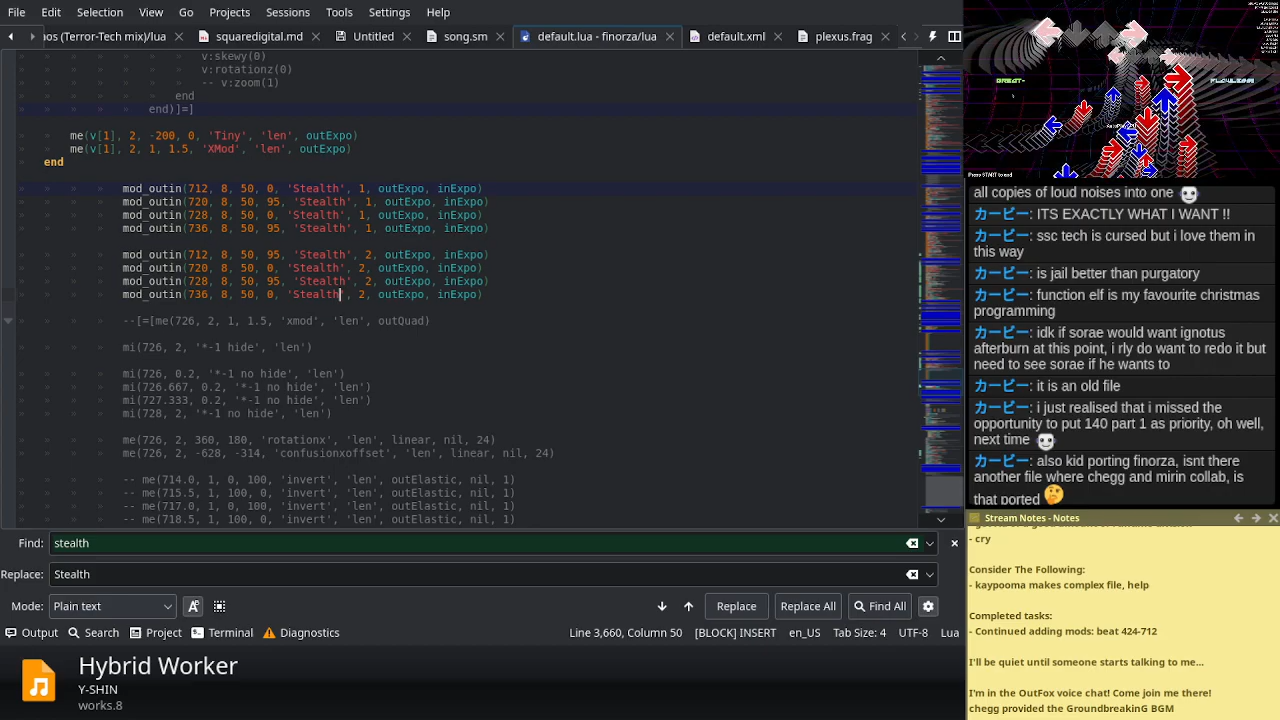 File Edit Selection View Go Projects Sessions Tools Settings Help
os (Terror-Tech mix)/lua squaredigital.md Untitled song.sm default.lua - finorza/lua default.xml plexus.frag
v:skewy(0)
v:rotationz(0)
-- v:zoom(1)
end
end)]=]
me(v[1], 2, -200, 0, 'Tiny', 'len', outExpo)
me(v[1], 2, 1, 1.5, 'XMod', 'len', outExpo)
end
mod_outin(712, 8, 50, 0, 'Stealth', 1, outExpo, inExpo)
mod_outin(720, 8, 50, 95, 'Stealth', 1, outExpo, inExpo)
mod_outin(728, 8, 50, 0, 'Stealth', 1, outExpo, inExpo)
mod_outin(736, 8, 50, 95, 'Stealth', 1, outExpo, inExpo)
mod_outin(712, 8, 50, 95, 'Stealth', 2, outExpo, inExpo)
mod_outin(720, 8, 50, 0, 'Stealth', 2, outExpo, inExpo)
mod_outin(728, 8, 50, 95, 'Stealth', 2, outExpo, inExpo)
mod_outin(736, 8, 50, 0, 'Stealth', 2, outExpo, inExpo)
--[=[me(726, 2, 1, 1.5, 'xmod', 'len', outQuad)
mi(726, 2, '*-1 hide', 'len')
mi(726, 0.2, '*-1 no hide', 'len')
mi(726.667, 0.2, '*-1 no hide', 'len')
mi(727.333, 0.2, '*-1 no hide', 'len')
mi(728, 2, '*-1 no hide', 'len')
me(726, 2, 360, 180, 'rotationx', 'len', linear, nil, 24)
me(726, 2, -628, -314, 'confusionxoffset', 'len', linear, nil, 24)
-- me(714.0, 1, 0, 100, 'invert', 'len', outElastic, nil, 1)
-- me(715.5, 1, 100, 0, 'invert', 'len', outElastic, nil, 1)
-- me(717.0, 1, 0, 100, 'invert', 'len', outElastic, nil, 1)
-- me(718.5, 1, 100, 0, 'invert', 'len', outElastic, nil, 1)
Find: stealth
Replace: Stealth
Mode: Plain text Replace Replace All Find All
Output Search Project Terminal Diagnostics Line 3,660, Column 50 [BLOCK] INSERT en_US Tab Size: 4 UTF-8 Lua
Hybrid Worker
Y-SHIN
works.8
Press START to end
all copies of loud noises into one
カービー: ITS EXACTLY WHAT I WANT !!
カービー: ssc tech is cursed but i love them in
this way
カービー: is jail better than purgatory
カービー: function elf is my favourite christmas
programming
カービー: idk if sorae would want ignotus
afterburn at this point, i rly do want to redo it but
need to see sorae if he wants to
カービー: it is an old file
カービー: i just realised that i missed the
opportunity to put 140 part 1 as priority, oh well,
next time
カービー: also kid porting finorza, isnt there
another file where chegg and mirin collab, is
that ported
Stream Notes - Notes
- cry
Consider The Following:
- kaypooma makes complex file, help
Completed tasks:
- Continued adding mods: beat 424-712
I'll be quiet until someone starts talking to me...
I'm in the OutFox voice chat! Come join me there!
chegg provided the GroundbreakinG BGM